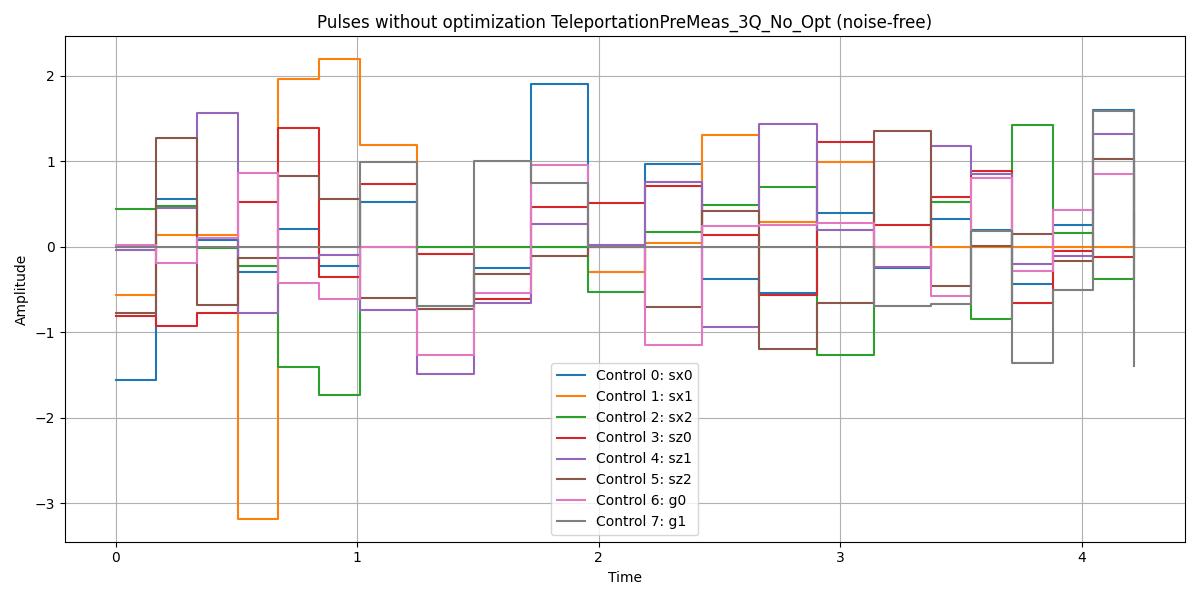 Pulses without optimization TeleportationPreMeas_3Q_No_Opt (noise-free)
Amplitude
2
1
0
−1
−2
−3
0
1
2
3
4
Time
Control 0: sx0
Control 1: sx1
Control 2: sx2
Control 3: sz0
Control 4: sz1
Control 5: sz2
Control 6: g0
Control 7: g1